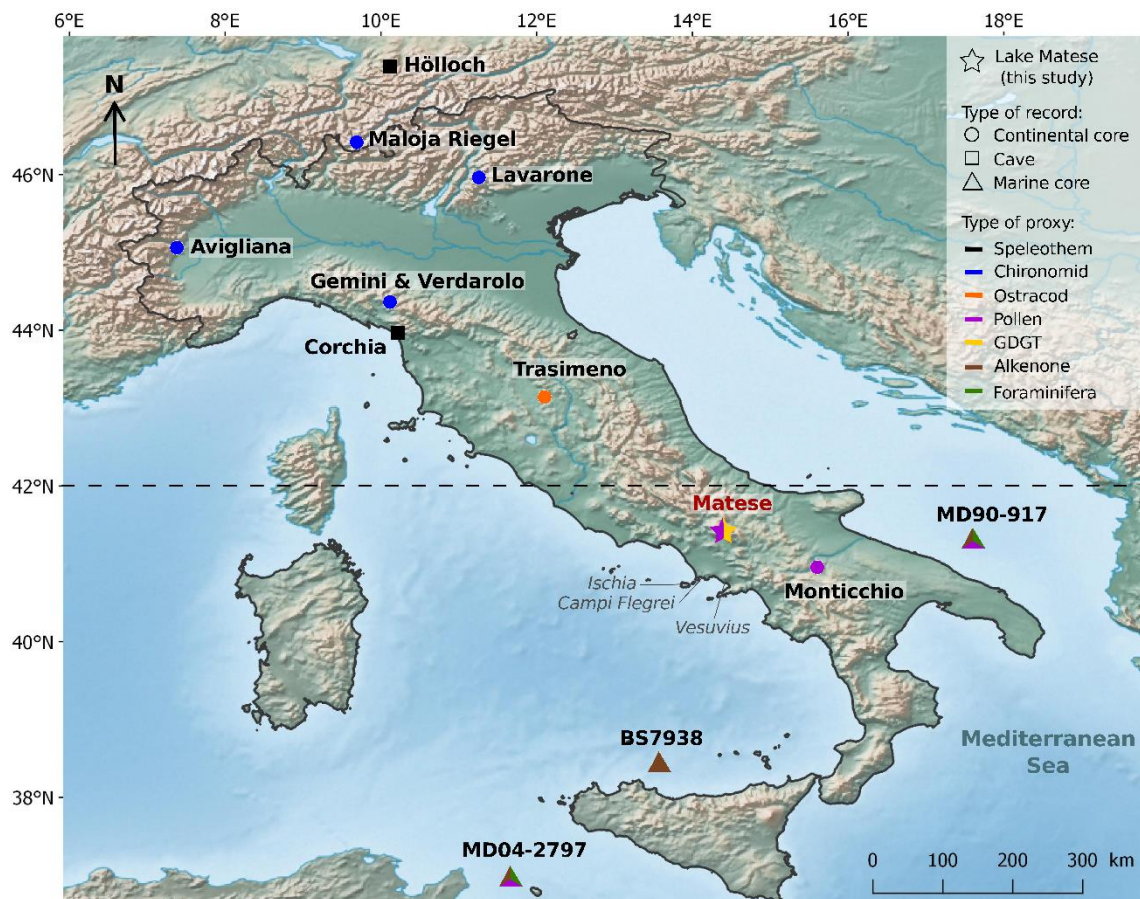 6°E 8°E 10°E 12°E 14°E 16°E 18°E
N
Hölloch
Maloja Riegel
46°N
Lavarone
Avigliana
Gemini & Verdarolo
44°N
Corchia
Trasimeno
42°N
Matese
MD90-917
Ischia
Campi Flegrei
Vesuvius
Monticchio
40°N
BS7938
Mediterranean
Sea
38°N
MD04-2797
0 100 200 300 km
Lake Matese
(this study)
Type of record:
Continental core
Cave
Marine core
Type of proxy:
Speleothem
Chironomid
Ostracod
Pollen
GDGT
Alkenone
Foraminifera